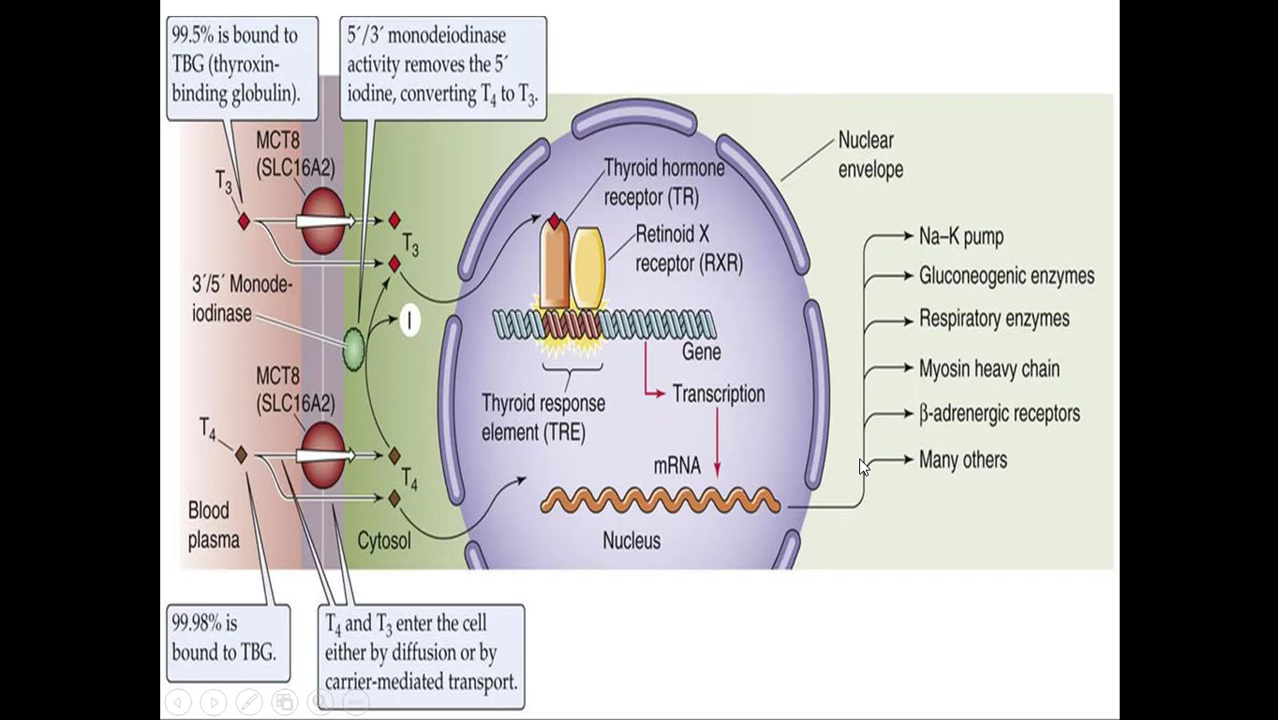 99.5% is bound to
TBG (thyroxin-
binding globulin).
5´/3´ monodeiodinase
activity removes the 5´
iodine, converting T4 to T3.
MCT8
(SLC16A2)
T3
T3
3´/5´ Monode-
iodinase
I
MCT8
(SLC16A2)
T4
T4
Blood
plasma
Cytosol
Thyroid hormone
receptor (TR)
Retinoid X
receptor (RXR)
Gene
Transcription
Thyroid response
element (TRE)
mRNA
Nucleus
Nuclear
envelope
Na–K pump
Gluconeogenic enzymes
Respiratory enzymes
Myosin heavy chain
β-adrenergic receptors
Many others
99.98% is
bound to TBG.
T4 and T3 enter the cell
either by diffusion or by
carrier-mediated transport.